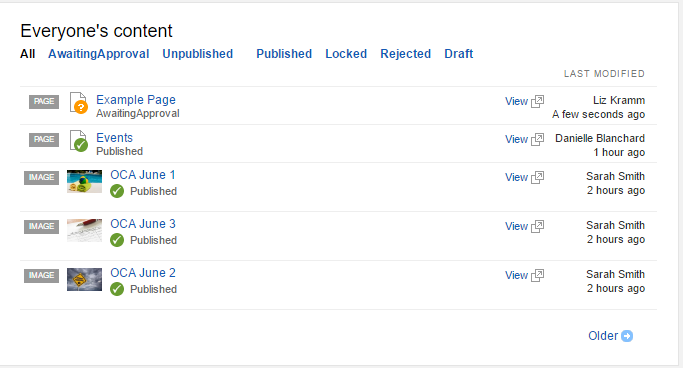 Everyone's content
All AwaitingApproval Unpublished Published Locked Rejected Draft
LAST MODIFIED
PAGE Example Page View Liz Kramm
AwaitingApproval A few seconds ago
PAGE Events View Danielle Blanchard
Published 1 hour ago
IMAGE OCA June 1 View Sarah Smith
Published 2 hours ago
IMAGE OCA June 3 View Sarah Smith
Published 2 hours ago
IMAGE OCA June 2 View Sarah Smith
Published 2 hours ago
Older